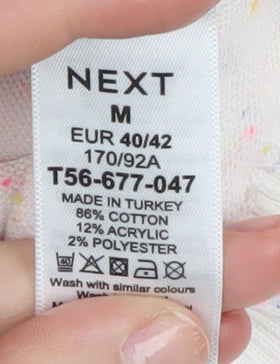 NEXT
M
EUR 40/42
170/92A
T56-677-047
MADE IN TURKEY
86% COTTON
12% ACRYLIC
2% POLYESTER
40
Wash with similar colours